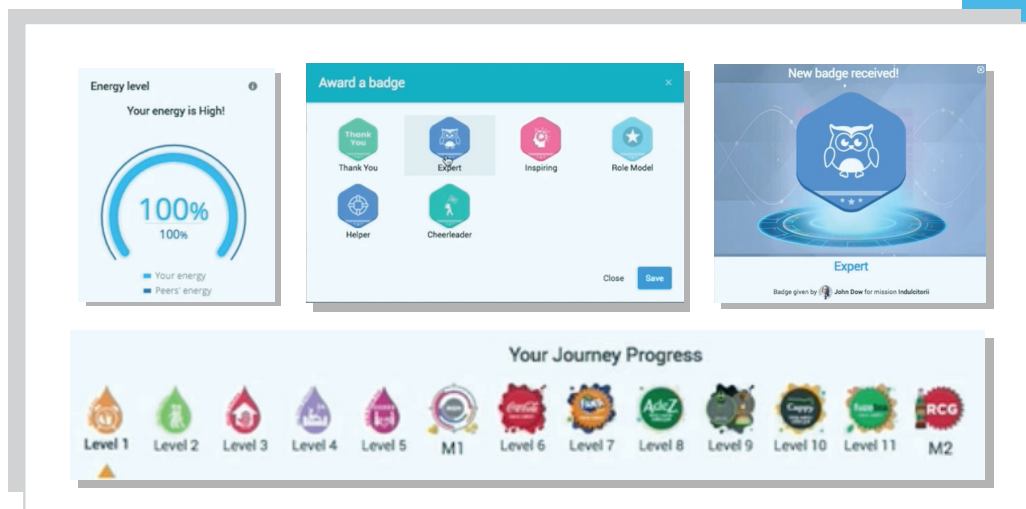 Energy level
Your energy is High!
100%
100%
Your energy
Peers' energy
Award a badge
×
Thank You
Thank You
Expert
Inspiring
Role Model
Helper
Cheerleader
Close
Save
New badge received!
Expert
Badge given by John Dow for mission Indulcitorii
Your Journey Progress
Coca-Cola
AdeZ
Cappy
fuzetea
RCG
Level 1
Level 2
Level 3
Level 4
Level 5
M1
Level 6
Level 7
Level 8
Level 9
Level 10
Level 11
M2